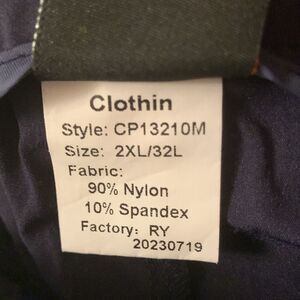 Clothin
Style: CP13210M
Size: 2XL/32L
Fabric:
90% Nylon
10% Spandex
Factory: RY
20230719